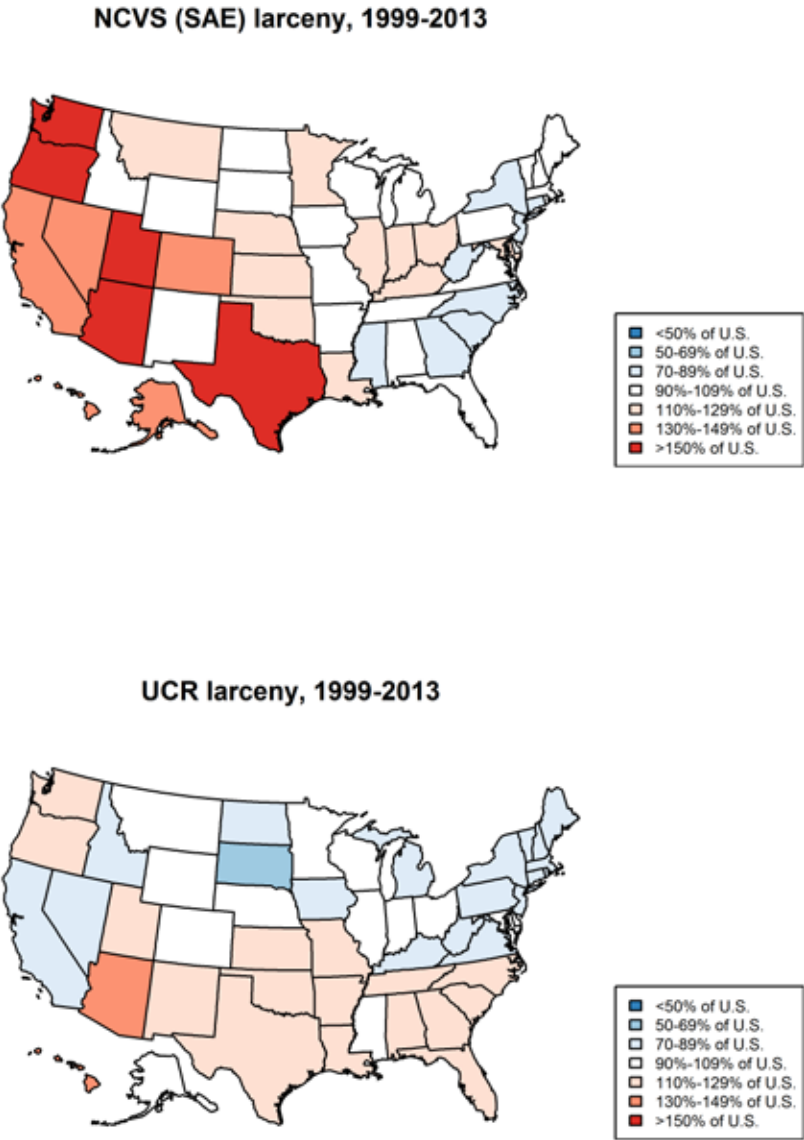 NCVS (SAE) larceny, 1999-2013
<50% of U.S.
50-69% of U.S.
70-89% of U.S.
90%-109% of U.S.
110%-129% of U.S.
130%-149% of U.S.
>150% of U.S.
UCR larceny, 1999-2013
<50% of U.S.
50-69% of U.S.
70-89% of U.S.
90%-109% of U.S.
110%-129% of U.S.
130%-149% of U.S.
>150% of U.S.